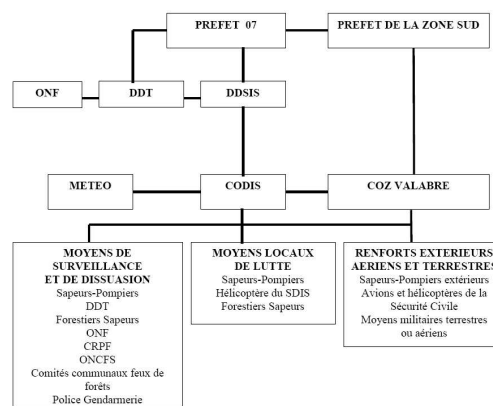 PREFET 07
PREFET DE LA ZONE SUD
ONF
DDT
DDSIS
METEO
CODIS
COZ VALABRE
MOYENS DE
SURVEILLANCE
ET DE DISSUASION
Sapeurs-Pompiers
DDT
Forestiers Sapeurs
ONF
CRPF
ONCFS
Comités communaux feux de
forêts
Police Gendarmerie
MOYENS LOCAUX
DE LUTTE
Sapeurs-Pompiers
Hélicoptère du SDIS
Forestiers Sapeurs
RENFORTS EXTERIEURS
AERIENS ET TERRESTRES
Sapeurs-Pompiers extérieurs
Avions et hélicoptères de la
Sécurité Civile
Moyens militaires terrestres
ou aériens